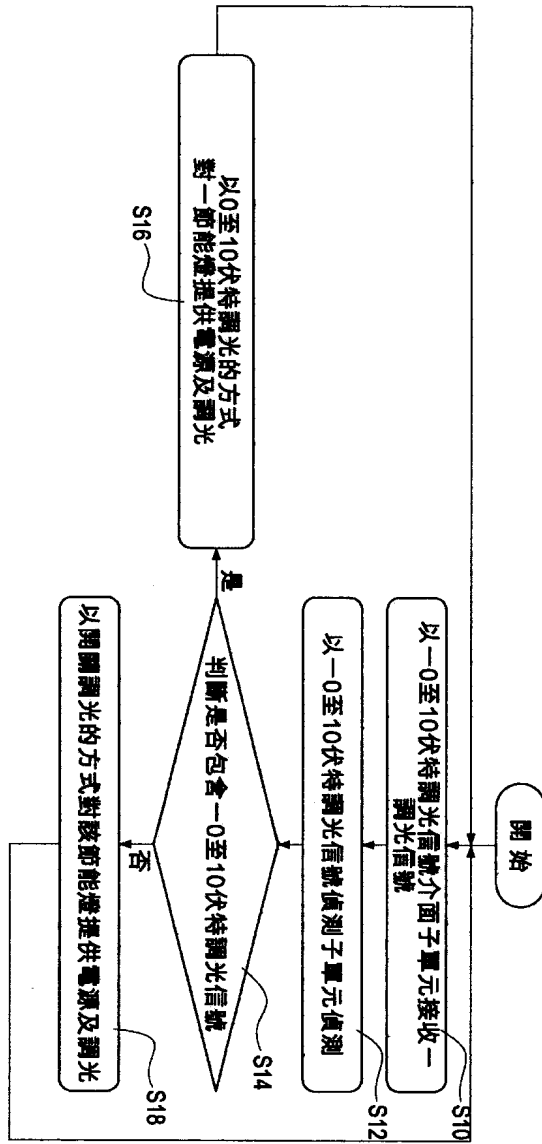 開始
以一0至10伏特調光信號介面子單元接收一
調光信號
S10
以一0至10伏特調光信號偵測子單元偵測
S12
判斷是否包含一0至10伏特調光信號
S14
是
以0至10伏特調光的方式
對一節能燈提供電源及調光
S16
否
以開關調光的方式對該節能燈提供電源及調光
S18